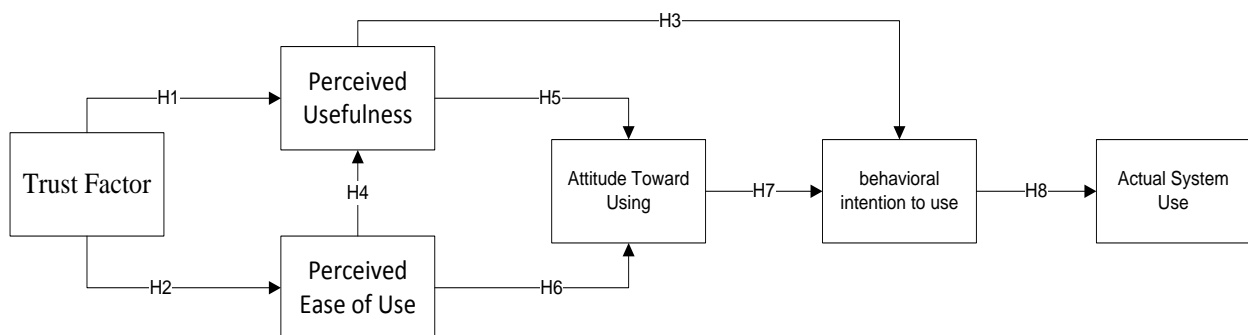 H3
Perceived
Usefulness
H1
H5
Trust Factor
H4
Attitude Toward
Using
H7
behavioral
intention to use
H8
Actual System
Use
Perceived
Ease of Use
H2
H6